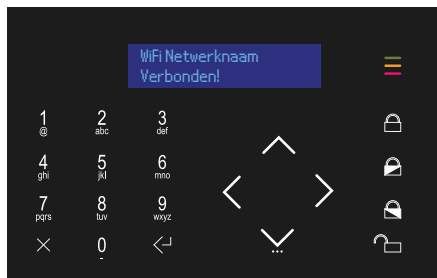 WiFi Netwerknaam
Verbonden!
1 2 3
@ abc def
4 5 6
ghi jkl mno
7 8 9
pqrs tuv wxyz
0
-
...